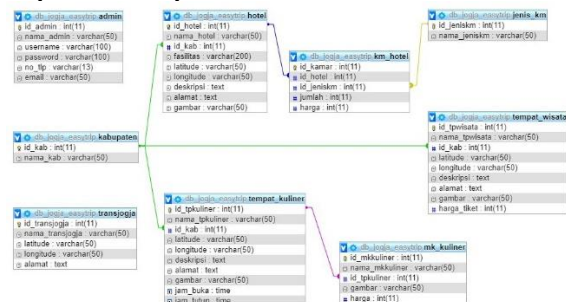 db_jogja_easytrip admin
id_admin : int(11)
nama_admin : varchar(50)
username : varchar(100)
password : varchar(100)
no_tlp : varchar(13)
email : varchar(50)
db_jogja_easytrip hotel
id_hotel : int(11)
nama_hotel : varchar(50)
id_kab : int(11)
fasilitas : varchar(200)
latitude : varchar(50)
longitude : varchar(50)
deskripsi : text
alamat : text
gambar : varchar(50)
db_jogja_easytrip jenis_km
id_jeniskm : int(11)
nama_jeniskm : varchar(50)
db_jogja_easytrip km_hotel
id_kamar : int(11)
id_hotel : int(11)
id_jeniskm : int(11)
jumlah : int(11)
harga : int(11)
db_jogja_easytrip kabupaten
id_kab : int(11)
nama_kab : varchar(50)
db_jogja_easytrip tempat_wisata
id_tpwisata : int(11)
nama_tpwisata : varchar(50)
id_kab : int(11)
latitude : varchar(50)
longitude : varchar(50)
deskripsi : text
alamat : text
gambar : varchar(50)
harga_tiket : int(11)
db_jogja_easytrip transjogja
id_transjogja : int(11)
nama_transjogja : varchar(50)
latitude : varchar(50)
longitude : varchar(50)
alamat : text
db_jogja_easytrip tempat_kuliner
id_tpkuliner : int(11)
nama_tpkuliner : varchar(50)
id_kab : int(11)
latitude : varchar(50)
longitude : varchar(50)
deskripsi : text
alamat : text
gambar : varchar(50)
jam_buka : time
jam_tutup : time
db_jogja_easytrip mk_kuliner
id_mkkuliner : int(11)
nama_mkkuliner : varchar(50)
id_tpkuliner : int(11)
gambar : varchar(50)
harga : int(11)